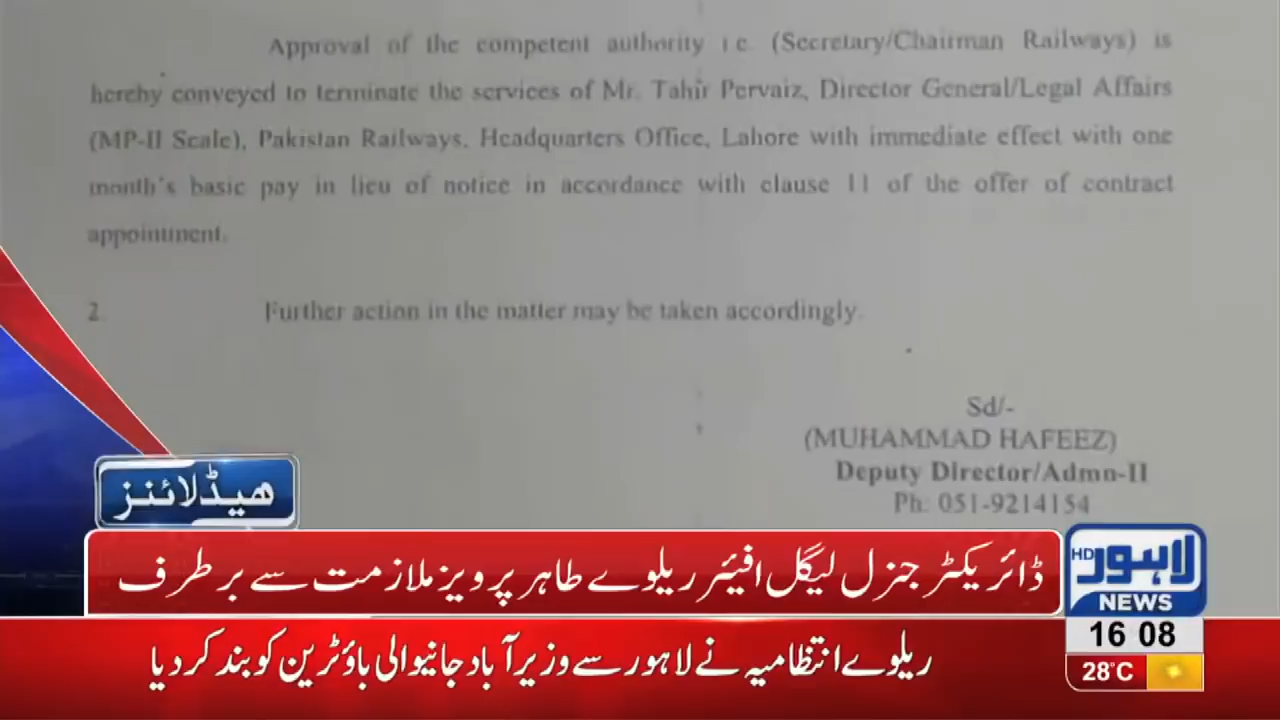 Approval of the competent authority i.e. (Secretary/Chairman Railways) is
hereby conveyed to terminate the services of Mr. Tahir Pervaiz, Director General/Legal Affairs
(MP-II Scale), Pakistan Railways, Headquarters Office, Lahore with immediate effect with one
month's basic pay in lieu of notice in accordance with clause 11 of the offer of contract
appointment.
2. Further action in the matter may be taken accordingly.
Sd/-
(MUHAMMAD HAFEEZ)
Deputy Director/Admn-II
Ph: 051-9214154
ہیڈلائنز
ڈائریکٹر جنرل لیگل افیئر ریلوے طاہر پرویز ملازمت سے برطرف
ریلوے انتظامیہ نے لاہور سے وزیرآباد جانیوالی باؤٹرین کو بند کر دیا
لاہور HD
NEWS
16 08
28°C